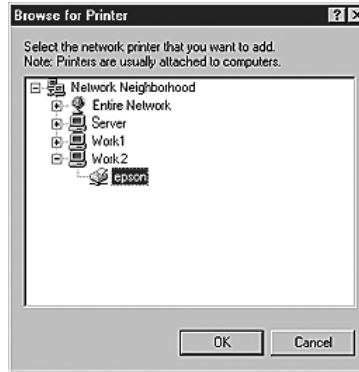 Browse for Printer
Select the network printer that you want to add.
Note: Printers are usually attached to computers.
Network Neighborhood
Entire Network
Server
Work1
Work2
epson
OK
Cancel